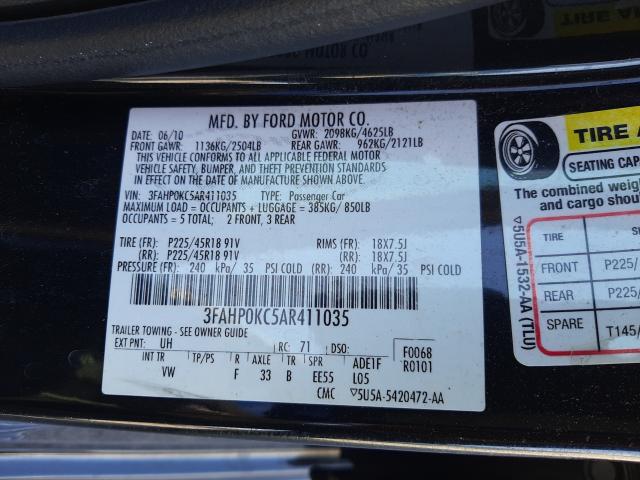 MFD. BY FORD MOTOR CO.
DATE: 06/10 GVWR: 2098KG/4625LB
FRONT GAWR: 1136KG/2504LB REAR GAWR: 962KG/2121LB
THIS VEHICLE CONFORMS TO ALL APPLICABLE FEDERAL MOTOR
VEHICLE SAFETY, BUMPER, AND THEFT PREVENTION STANDARDS
IN EFFECT ON THE DATE OF MANUFACTURE SHOWN ABOVE.
VIN: 3FAHP0KC5AR411035 TYPE: Passenger Car
MAXIMUM LOAD = OCCUPANTS + LUGGAGE = 385KG/ 850LB
OCCUPANTS = 5 TOTAL; 2 FRONT, 3 REAR
TIRE (FR): P225/45R18 91V RIMS (FR): 18X7.5J
(RR): P225/45R18 91V (RR): 18X7.5J
PRESSURE (FR): 240 kPa/ 35 PSI COLD (RR): 240 kPa/ 35 PSI COLD
3FAHP0KC5AR411035
TRAILER TOWING - SEE OWNER GUIDE
EXT PNT: UH RC: 71 DSO: F0068
R0101
INT TR TP/PS R AXLE TR SPR ADE1F
VW F 33 B EE55 L05
CMC ▽5U5A-5420472-AA
TIRE A
SEATING CAPA
The combined weig
and cargo shou
TIRE
FRONT P225
REAR P225/
SPARE T145/
▽5U5A-1532-AA (TLU)